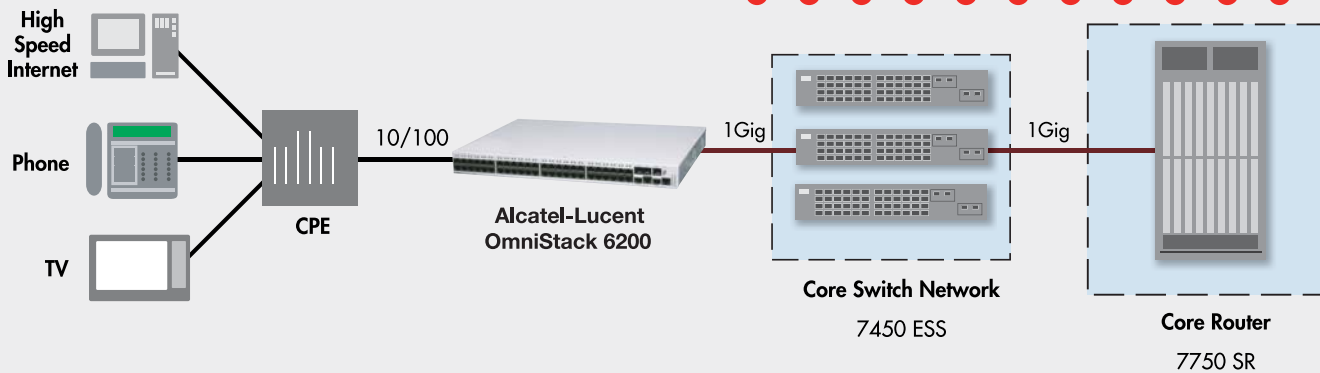 High
Speed
Internet
Phone
TV
CPE
10/100
Alcatel-Lucent
OmniStack 6200
1Gig
Core Switch Network
7450 ESS
1Gig
Core Router
7750 SR